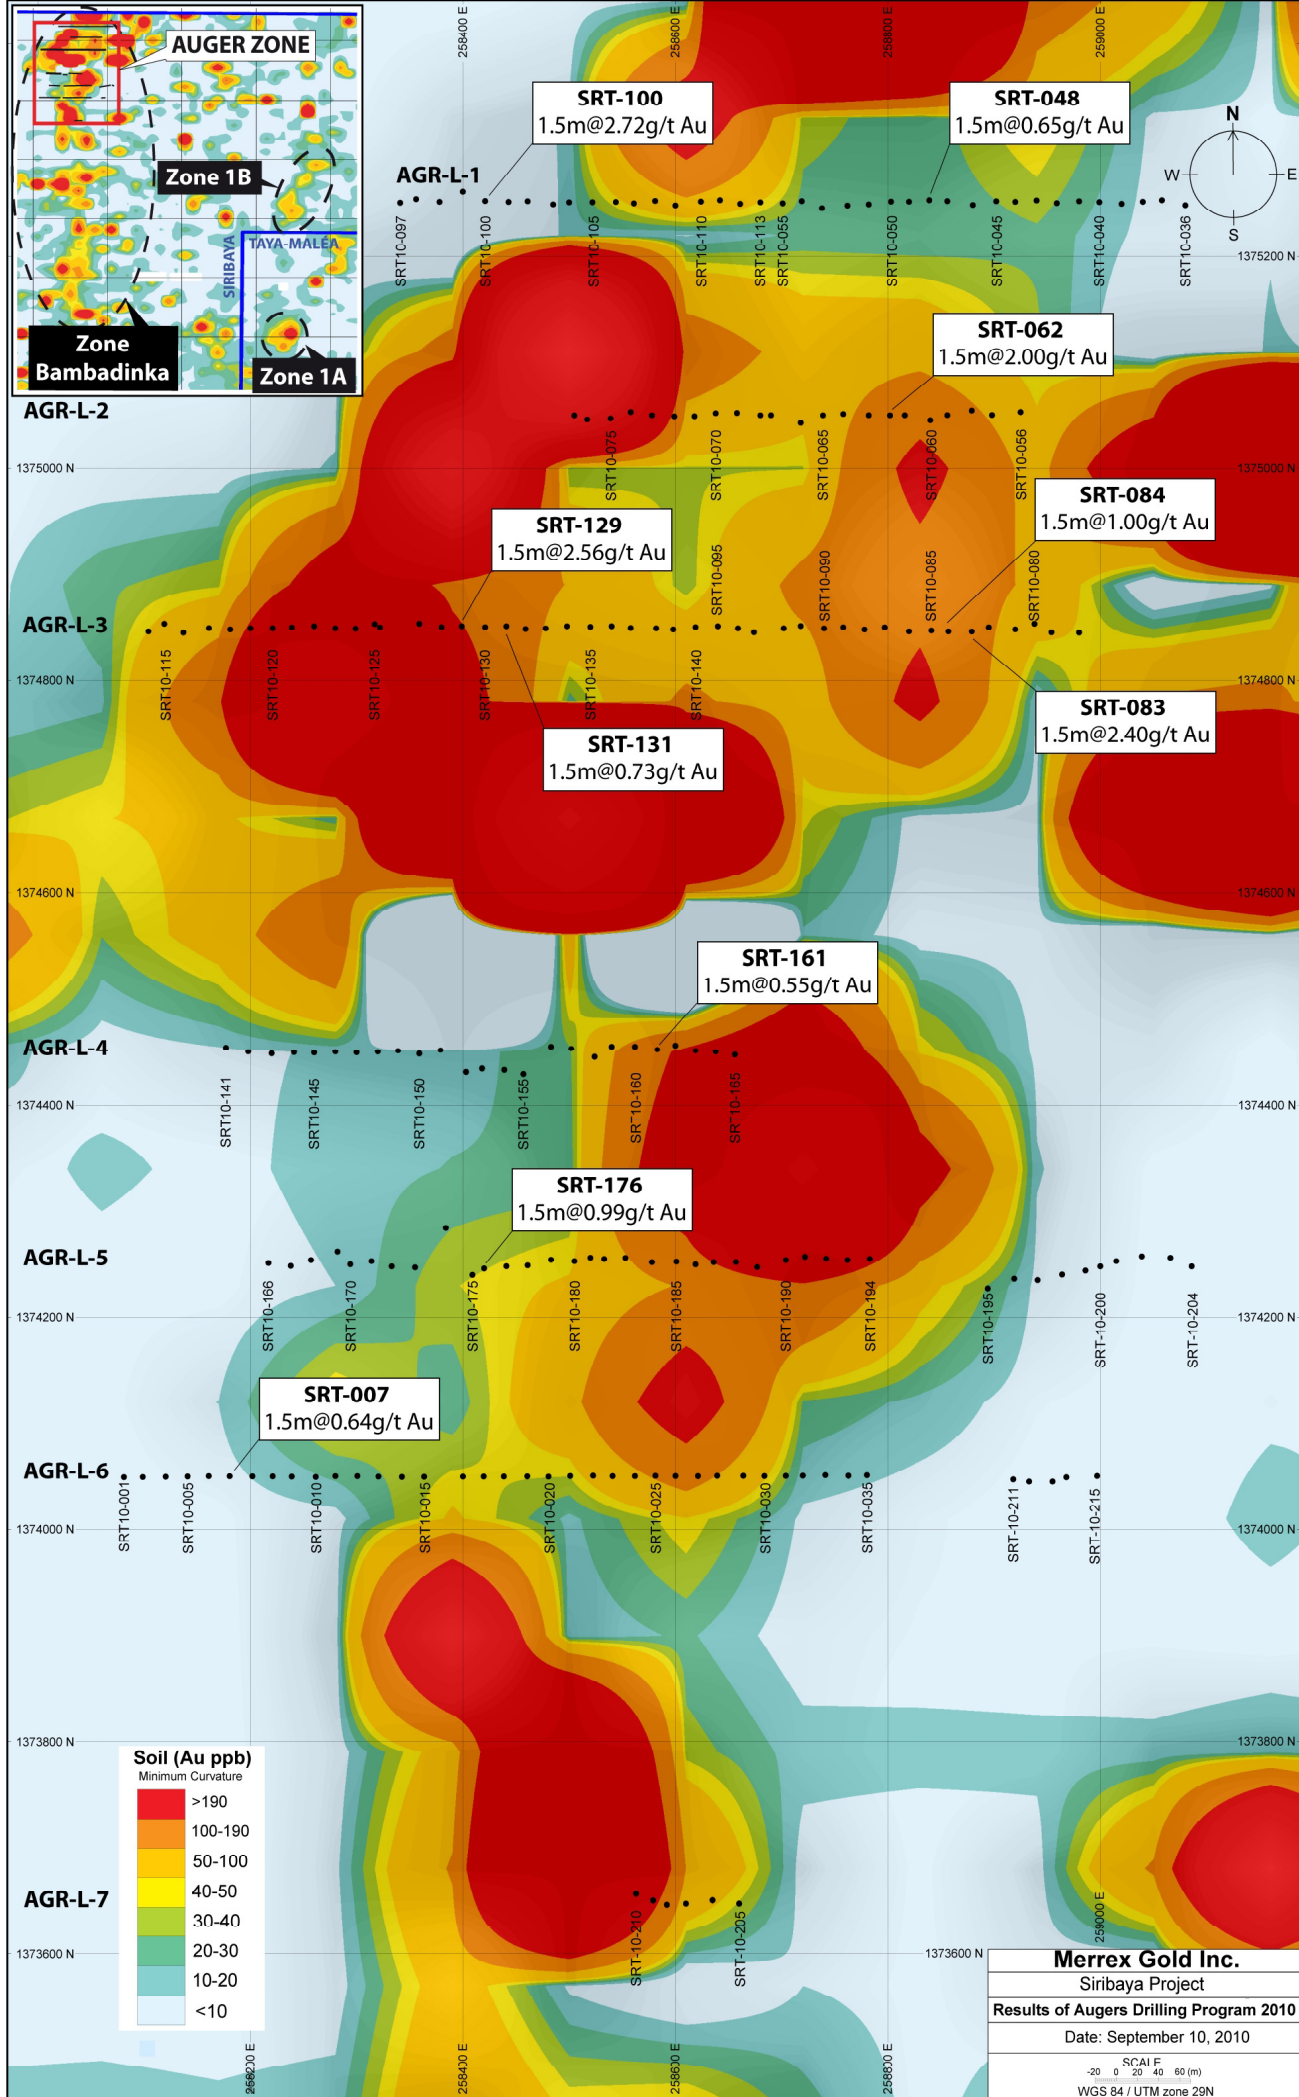 AUGER ZONE
Zone 1B
SIRIBAYA
TAYA-MALÉA
Zone
Bambadinka
Zone 1A
258400 E
258600 E
258800 E
259000 E
SRT-100
1.5m@2.72g/t Au
SRT-048
1.5m@0.65g/t Au
N
W
E
S
AGR-L-1
SRT10-097
SRT10-100
SRT10-105
SRT10-110
SRT10-113
SRT10-055
SRT10-050
SRT10-045
SRT10-040
SRT10-036
1375200 N
SRT-062
1.5m@2.00g/t Au
AGR-L-2
SRT10-075
SRT10-070
SRT10-065
SRT10-060
SRT10-056
1375000 N
1375000 N
SRT-084
1.5m@1.00g/t Au
SRT-129
1.5m@2.56g/t Au
SRT10-095
SRT10-090
SRT10-085
SRT10-080
AGR-L-3
SRT10-115
SRT10-120
SRT10-125
SRT10-130
SRT10-135
SRT10-140
1374800 N
1374800 N
SRT-083
1.5m@2.40g/t Au
SRT-131
1.5m@0.73g/t Au
1374600 N
1374600 N
SRT-161
1.5m@0.55g/t Au
AGR-L-4
SRT10-141
SRT10-145
SRT10-150
SRT10-155
SRT10-160
SRT10-165
1374400 N
1374400 N
SRT-176
1.5m@0.99g/t Au
AGR-L-5
SRT10-166
SRT10-170
SRT10-175
SRT10-180
SRT10-185
SRT10-190
SRT10-194
SRT10-195
SRT-10-200
SRT-10-204
1374200 N
1374200 N
SRT-007
1.5m@0.64g/t Au
AGR-L-6
SRT10-001
SRT10-005
SRT10-010
SRT10-015
SRT10-020
SRT10-025
SRT10-030
SRT10-035
SRT-10-211
SRT-10-215
1374000 N
1374000 N
1373800 N
1373800 N
Soil (Au ppb)
Minimum Curvature
>190
100-190
50-100
40-50
30-40
20-30
10-20
<10
AGR-L-7
SRT-10-210
SRT-10-205
1373600 N
1373600 N
258200 E
258400 E
258600 E
258800 E
259000 E
Merrex Gold Inc.
Siribaya Project
Results of Augers Drilling Program 2010
Date: September 10, 2010
SCALE
-20 0 20 40 60 (m)
WGS 84 / UTM zone 29N